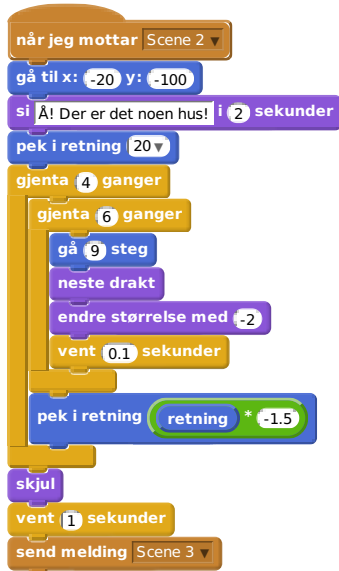 når jeg mottar Scene 2
gå til x: -20 y: -100
si Å! Der er det noen hus! i 2 sekunder
pek i retning 20
gjenta 4 ganger
gjenta 6 ganger
gå 9 steg
neste drakt
endre størrelse med -2
vent 0.1 sekunder
pek i retning retning * -1.5
skjul
vent 1 sekunder
send melding Scene 3